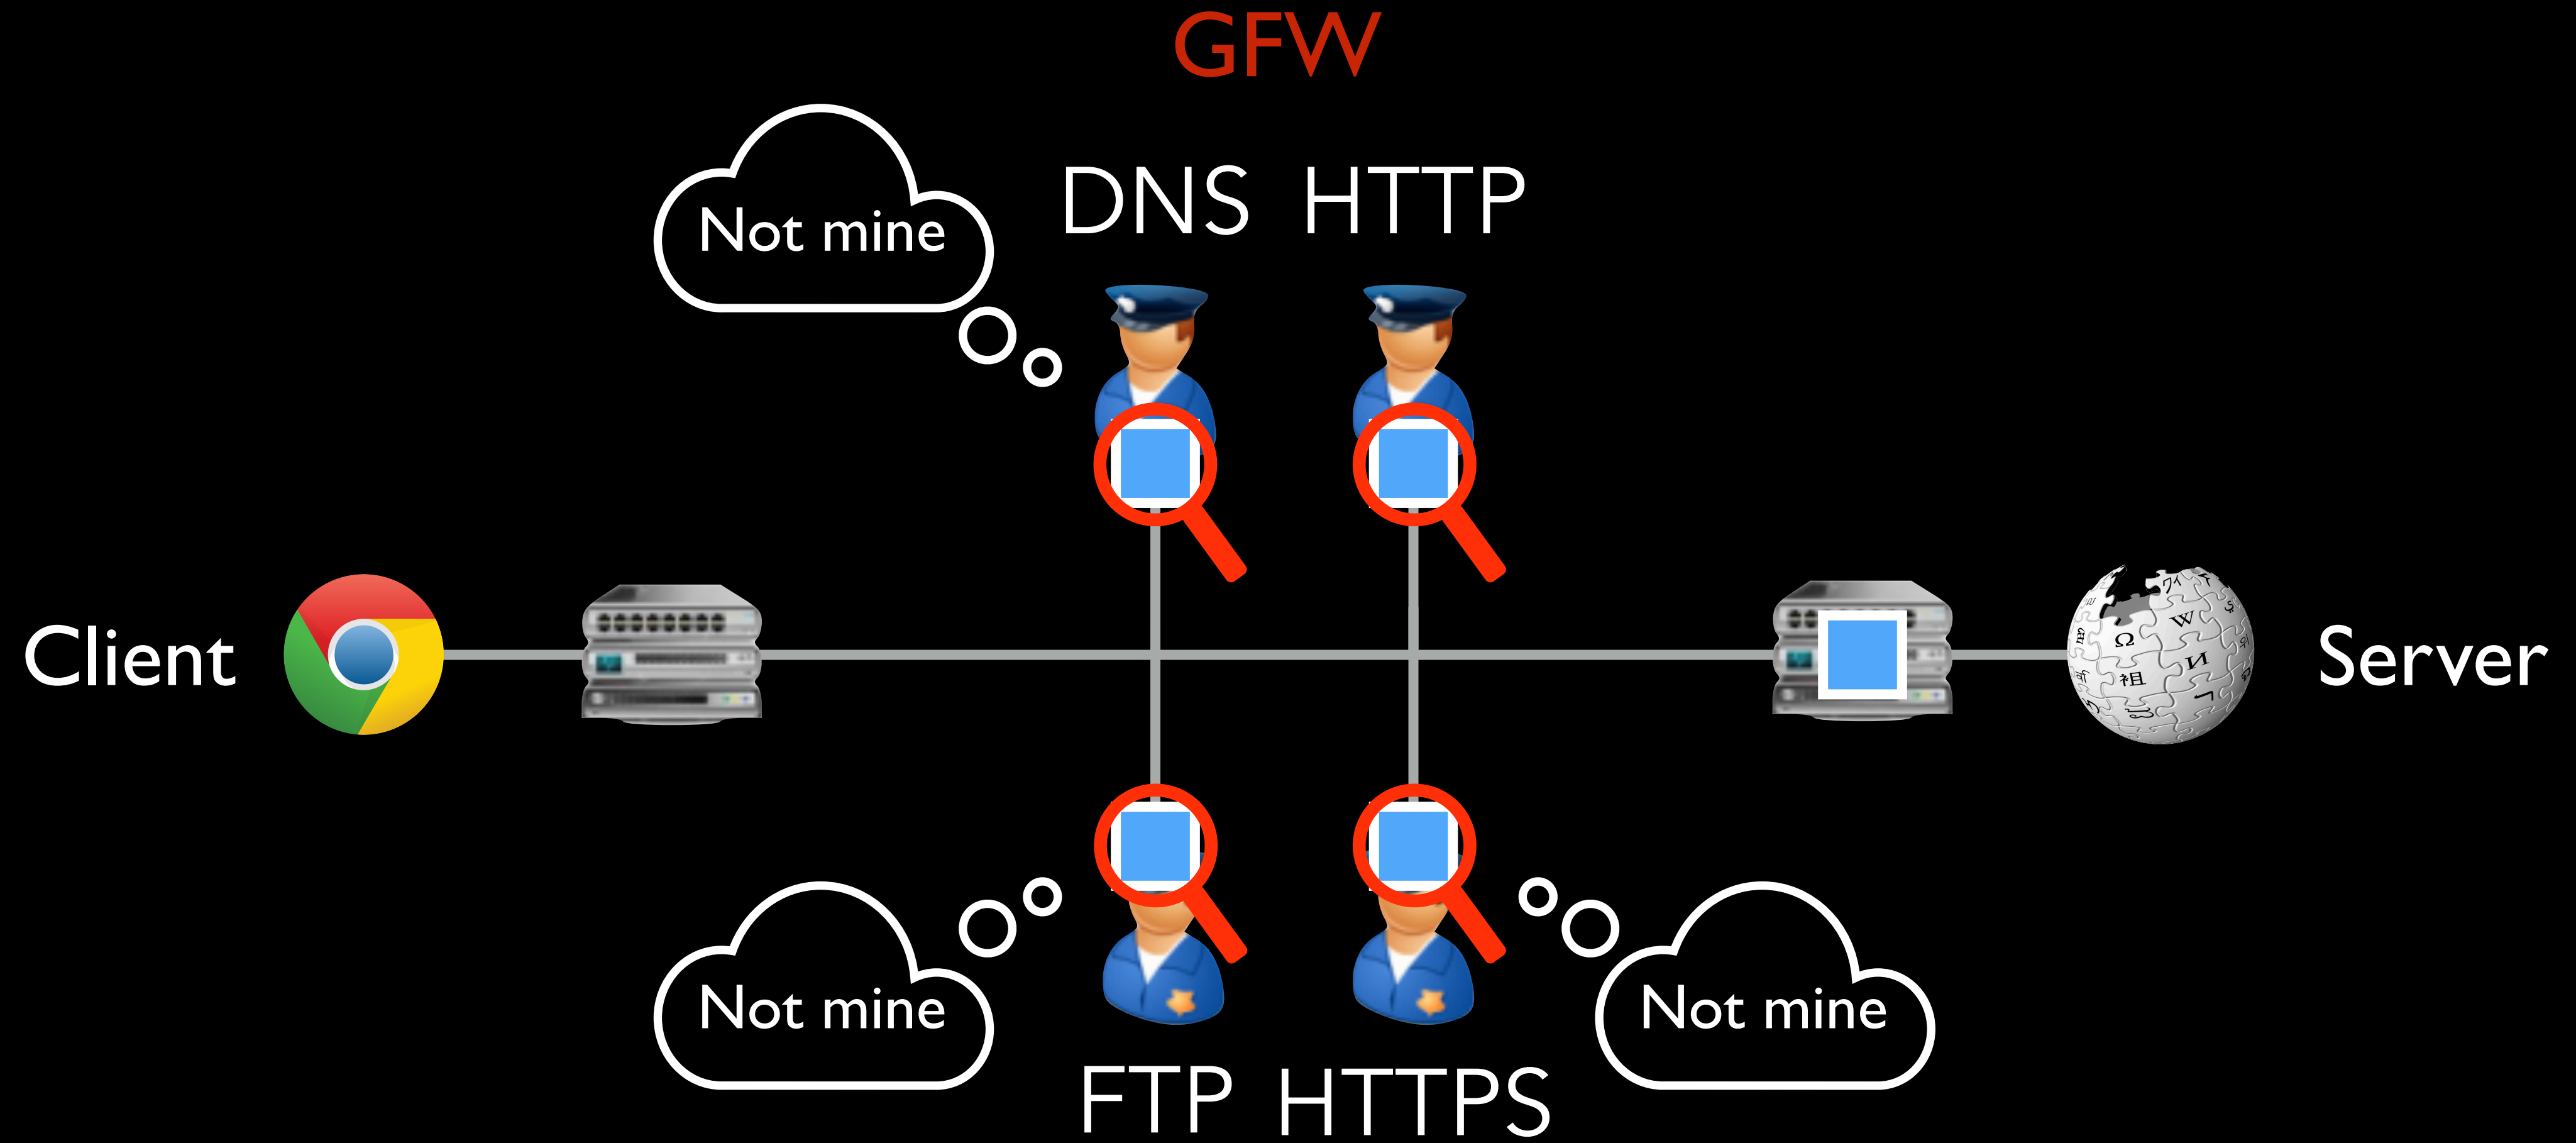 GFW
Not mine
DNS HTTP
Client
Server
Not mine
Not mine
FTP HTTPS